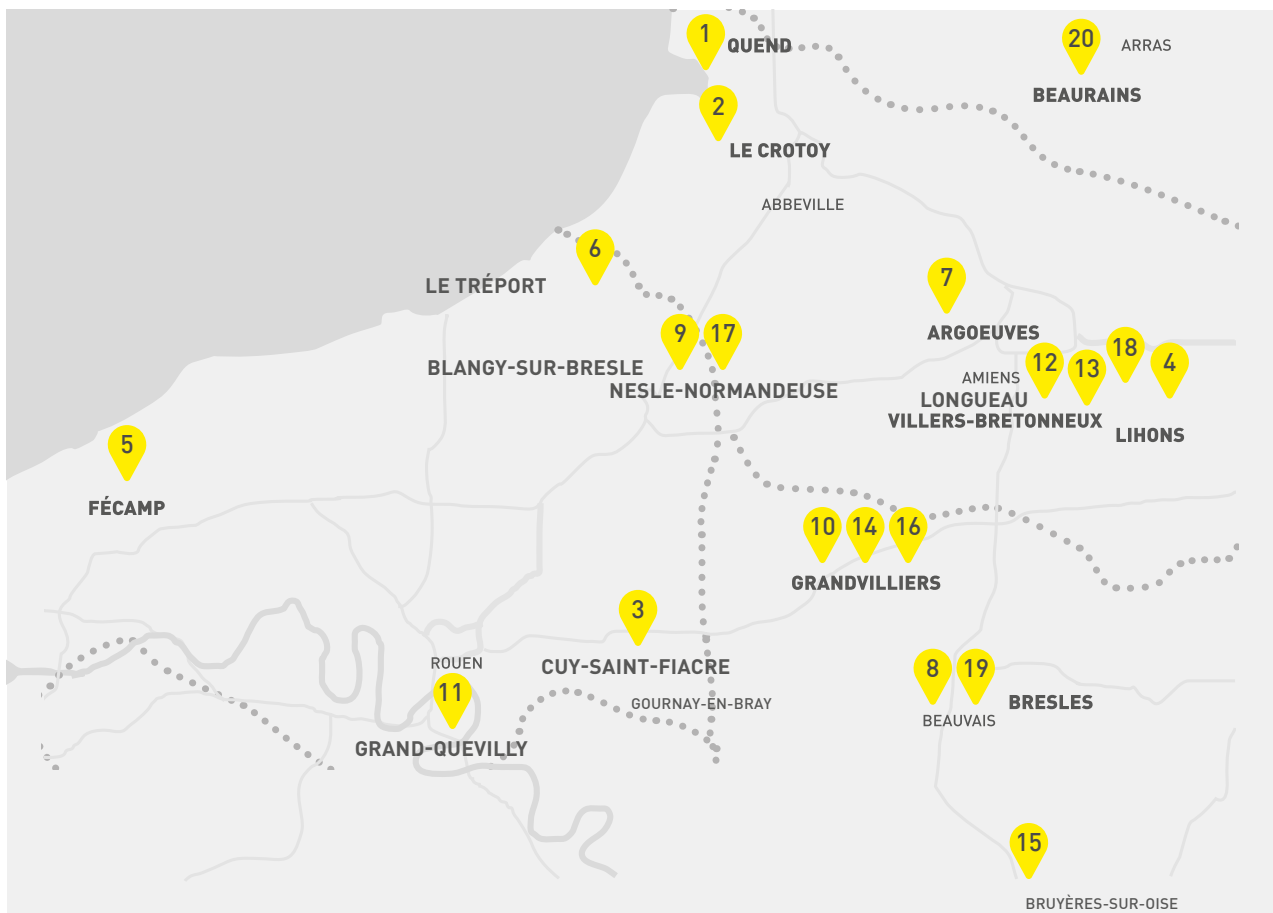 1
QUEND
20
ARRAS
BEAURAINS
2
LE CROTOY
ABBEVILLE
6
LE TRÉPORT
7
ARGOEUVES
9
17
BLANGY-SUR-BRESLE
NESLE-NORMANDEUSE
12
13
18
4
AMIENS
LONGUEAU
VILLERS-BRETONNEUX
LIHONS
5
FÉCAMP
10
14
16
GRANDVILLIERS
3
CUY-SAINT-FIACRE
GOURNAY-EN-BRAY
ROUEN
11
GRAND-QUEVILLY
8
19
BRESLES
BEAUVAIS
15
BRUYÈRES-SUR-OISE